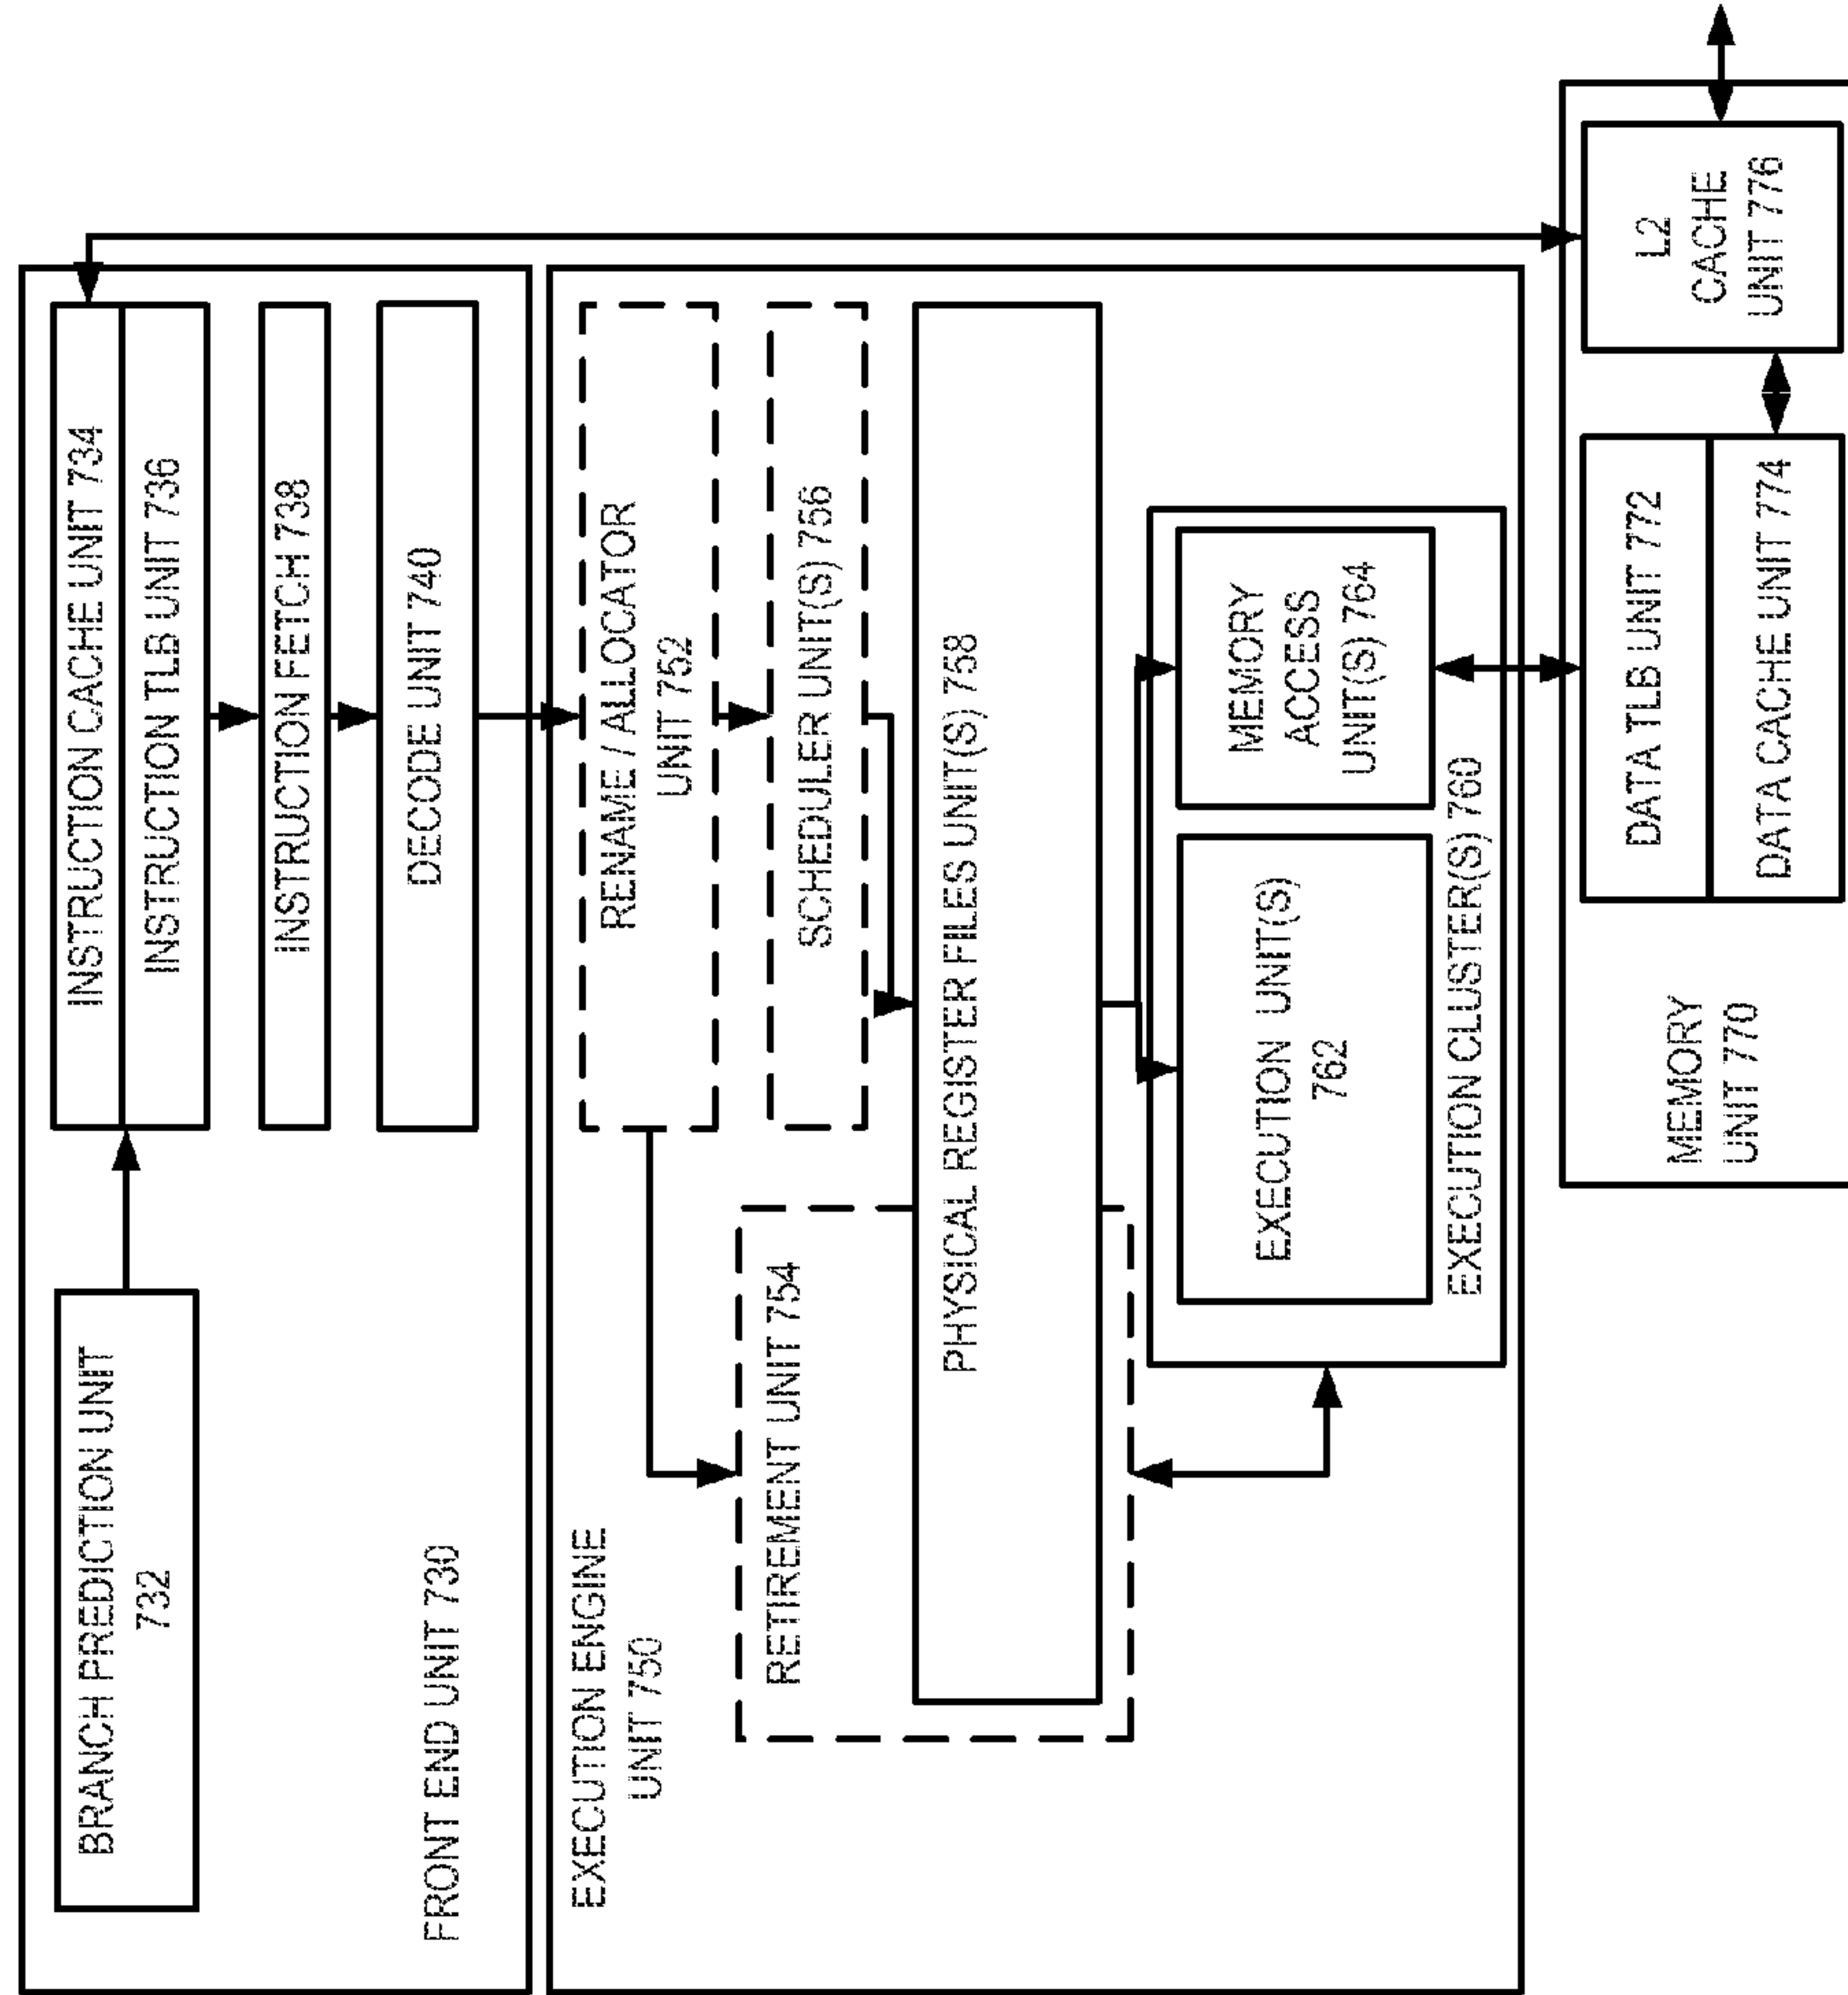 BRANCH PREDICTION UNIT
732
INSTRUCTION CACHE UNIT 734
INSTRUCTION TLB UNIT 736
INSTRUCTION FETCH 738
DECODE UNIT 740
FRONT END UNIT 730
EXECUTION ENGINE
UNIT 750
RENAME / ALLOCATOR
UNIT 752
RETIREMENT UNIT 754
SCHEDULER UNIT(S) 756
PHYSICAL REGISTER FILES UNIT(S) 758
EXECUTION UNIT(S)
762
MEMORY
ACCESS
UNIT(S) 764
EXECUTION CLUSTER(S) 760
MEMORY
UNIT 770
DATA TLB UNIT 772
DATA CACHE UNIT 774
L2
CACHE
UNIT 776